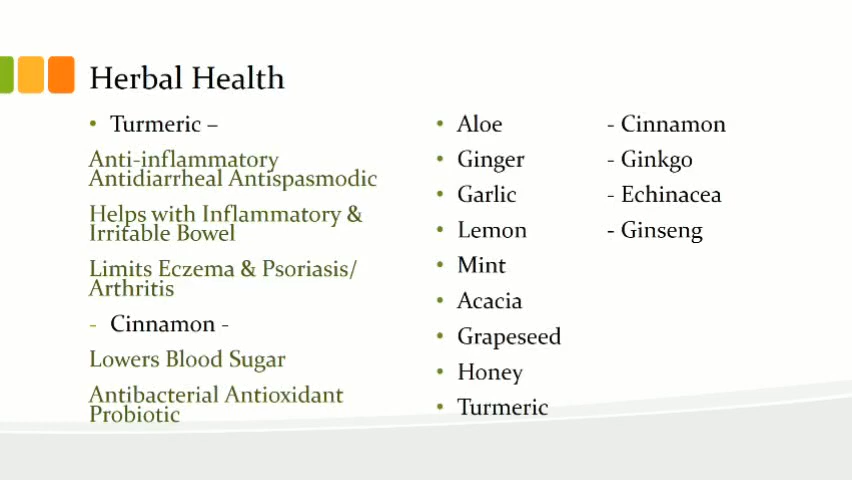 Herbal Health
• Turmeric –
Anti-inflammatory
Antidiarrheal Antispasmodic
Helps with Inflammatory &
Irritable Bowel
Limits Eczema & Psoriasis/
Arthritis
- Cinnamon -
Lowers Blood Sugar
Antibacterial Antioxidant
Probiotic
• Aloe
• Ginger
• Garlic
• Lemon
• Mint
• Acacia
• Grapeseed
• Honey
• Turmeric
- Cinnamon
- Ginkgo
- Echinacea
- Ginseng